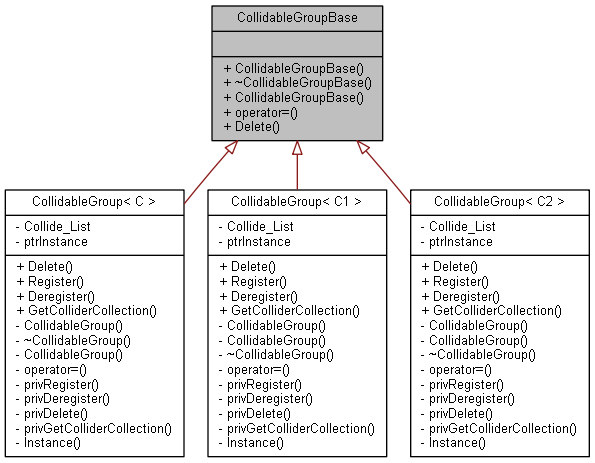 CollidableGroupBase
+ CollidableGroupBase()
+ ~CollidableGroupBase()
+ CollidableGroupBase()
+ operator=()
+ Delete()
CollidableGroup< C >
- Collide_List
- ptrInstance
+ Delete()
+ Register()
+ Deregister()
+ GetColliderCollection()
- CollidableGroup()
- ~CollidableGroup()
- CollidableGroup()
- operator=()
- privRegister()
- privDeregister()
- privDelete()
- privGetColliderCollection()
- Instance()
CollidableGroup< C1 >
- Collide_List
- ptrInstance
+ Delete()
+ Register()
+ Deregister()
+ GetColliderCollection()
- CollidableGroup()
- CollidableGroup()
- ~CollidableGroup()
- operator=()
- privRegister()
- privDeregister()
- privDelete()
- privGetColliderCollection()
- Instance()
CollidableGroup< C2 >
- Collide_List
- ptrInstance
+ Delete()
+ Register()
+ Deregister()
+ GetColliderCollection()
- CollidableGroup()
- CollidableGroup()
- ~CollidableGroup()
- operator=()
- privRegister()
- privDeregister()
- privDelete()
- privGetColliderCollection()
- Instance()